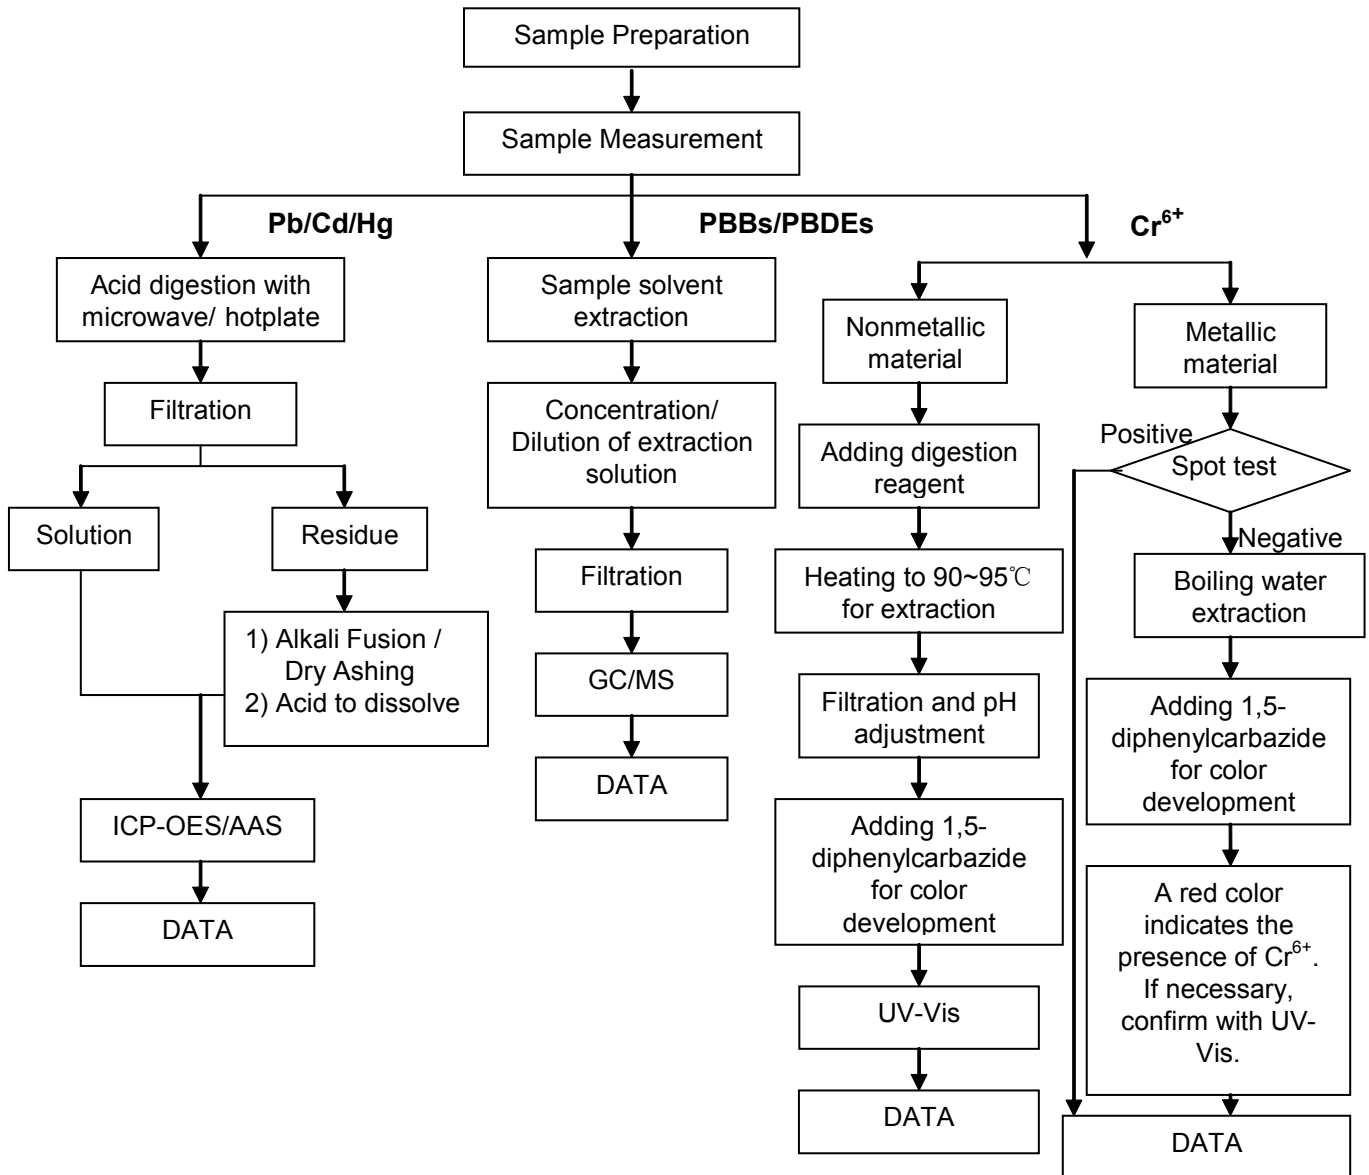 Sample Preparation
Sample Measurement
Pb/Cd/Hg
PBBs/PBDEs
Cr⁶⁺
Acid digestion with
microwave/ hotplate
Filtration
Solution
Residue
1) Alkali Fusion /
Dry Ashing
2) Acid to dissolve
ICP-OES/AAS
DATA
Sample solvent
extraction
Concentration/
Dilution of extraction
solution
Filtration
GC/MS
DATA
Nonmetallic
material
Adding digestion
reagent
Heating to 90~95℃
for extraction
Filtration and pH
adjustment
Adding 1,5-
diphenylcarbazide
for color
development
UV-Vis
DATA
Metallic
material
Positive
Spot test
Negative
Boiling water
extraction
Adding 1,5-
diphenylcarbazide
for color
development
A red color
indicates the
presence of Cr⁶⁺.
If necessary,
confirm with UV-
Vis.
DATA